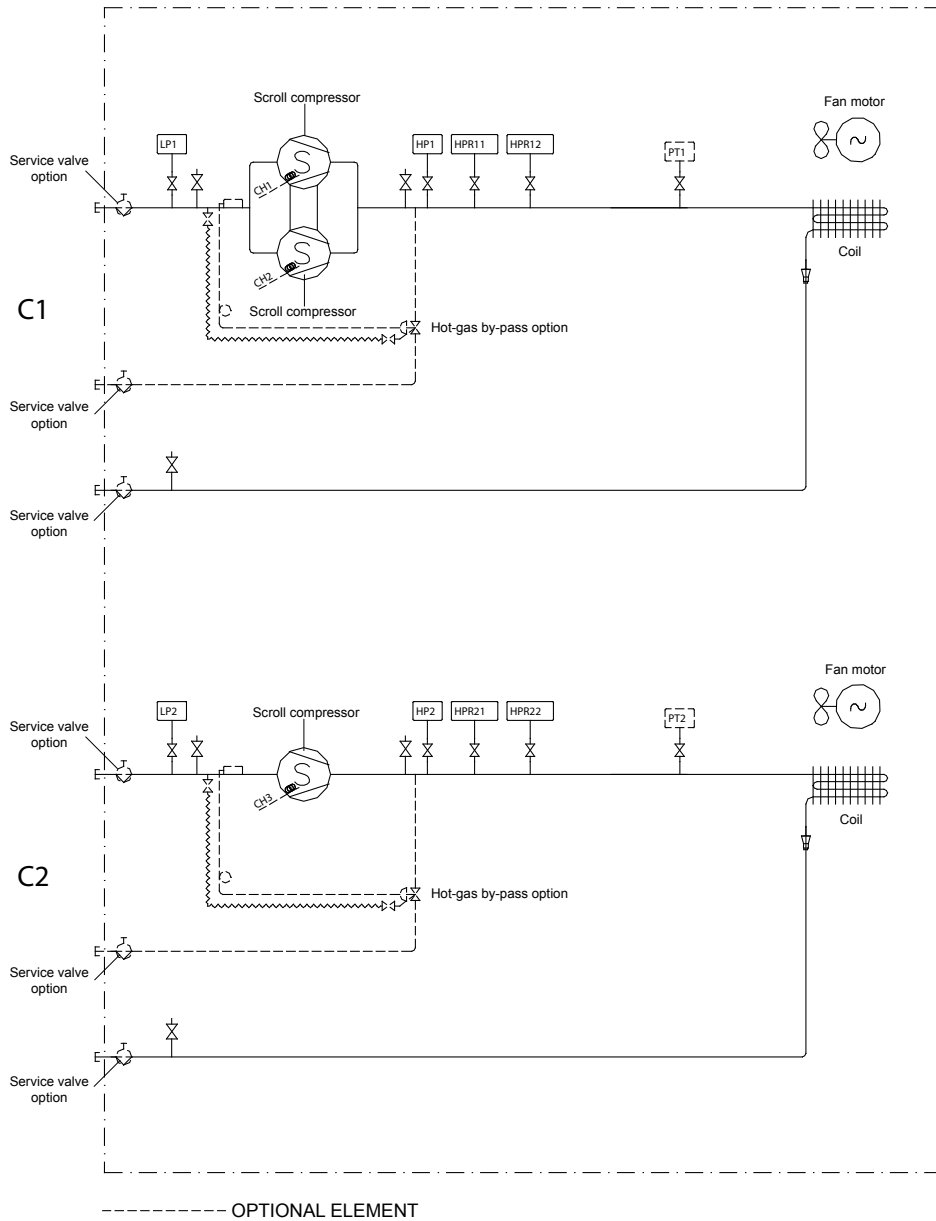 Scroll compressor
Fan motor
LP1
HP1
HPR11
HPR12
PT1
Service valve
option
CH1
Coil
CH2
C1
Scroll compressor
Hot-gas by-pass option
Service valve
option
Service valve
option
Fan motor
LP2
Scroll compressor
HP2
HPR21
HPR22
PT2
Service valve
option
CH3
Coil
C2
Hot-gas by-pass option
Service valve
option
Service valve
option
OPTIONAL ELEMENT